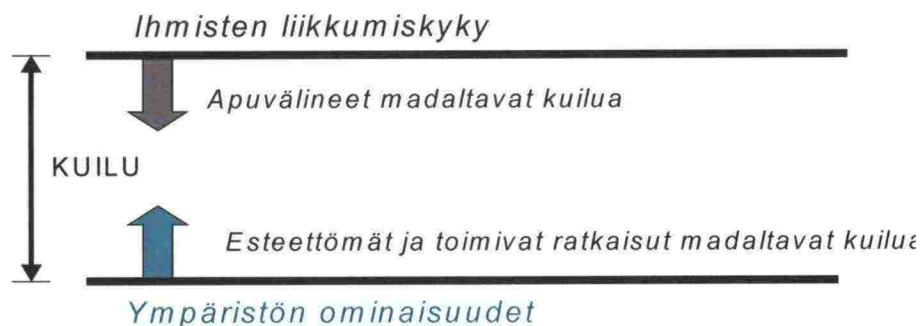 Ihmisten liikkumiskyky
Apuvälineet madaltavat kuilua
KUILU
Esteettömät ja toimivat ratkaisut madaltavat kuilua
Ympäristön ominaisuudet